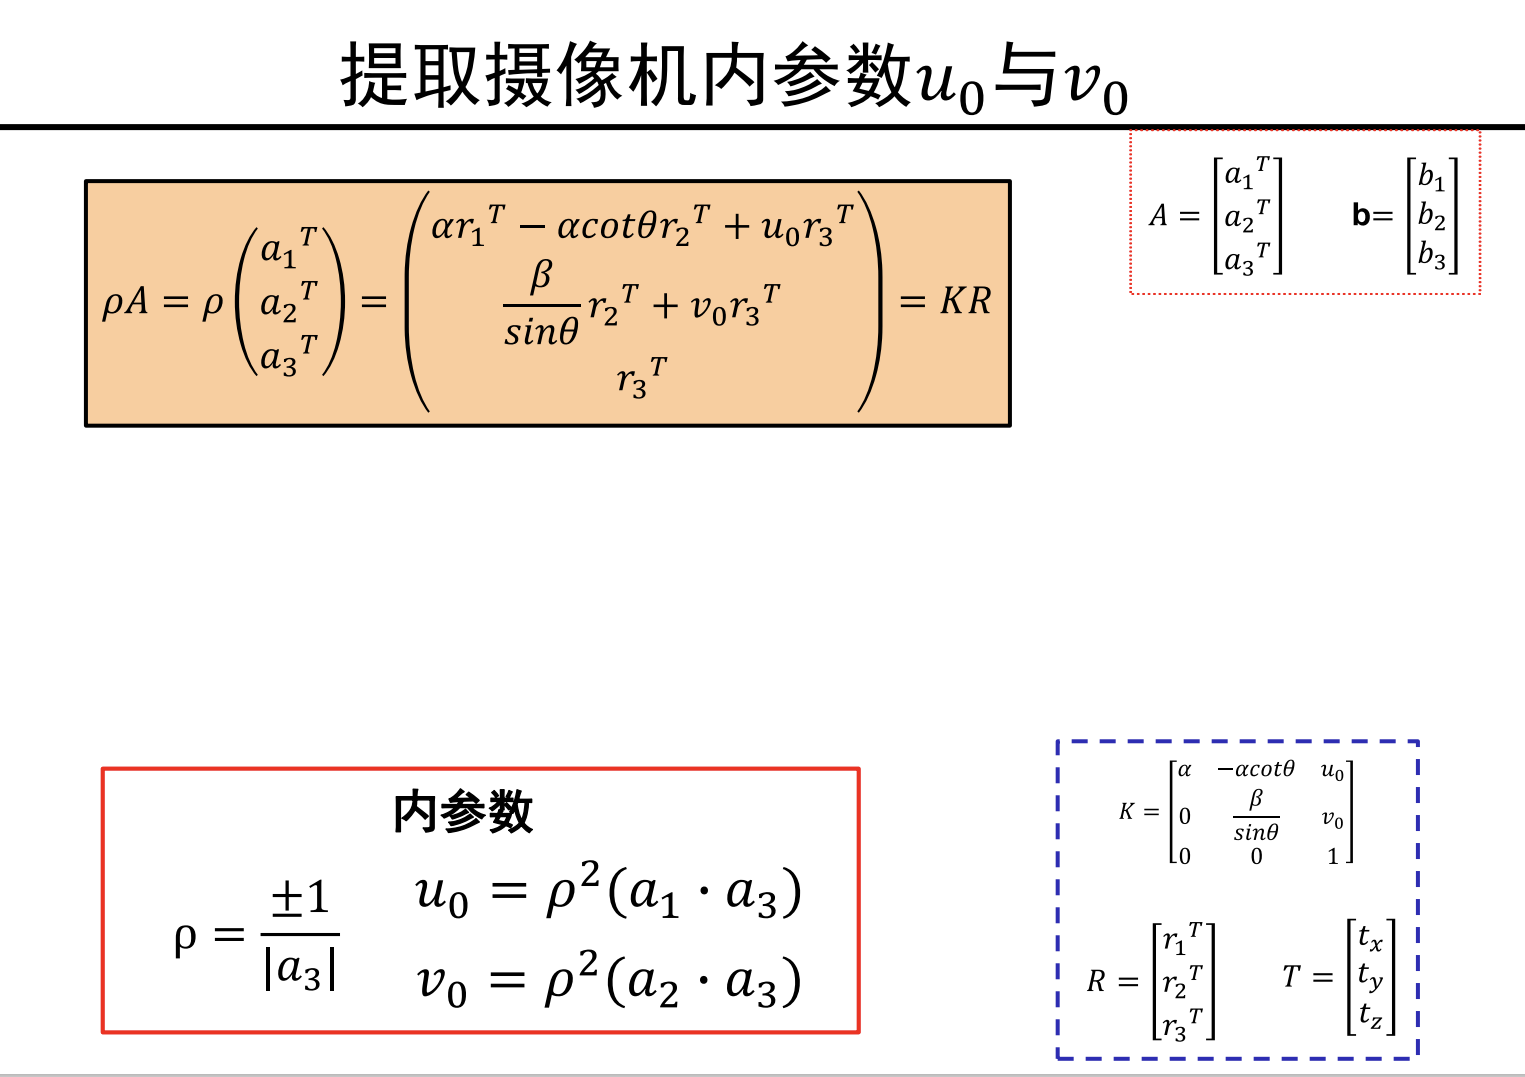 提取摄像机内参数𝑢₀与𝑣₀
A = [a₁ᵀ; a₂ᵀ; a₃ᵀ] b= [b₁; b₂; b₃]
ρA = ρ (a₁ᵀ; a₂ᵀ; a₃ᵀ) = (αr₁ᵀ − αcotθr₂ᵀ + u₀r₃ᵀ; β/sinθ r₂ᵀ + v₀r₃ᵀ; r₃ᵀ) = KR
内参数
ρ = ±1/|a₃|
u₀ = ρ²(a₁ · a₃)
v₀ = ρ²(a₂ · a₃)
K = [α −αcotθ u₀; 0 β/sinθ v₀; 0 0 1]
R = [r₁ᵀ; r₂ᵀ; r₃ᵀ] T = [t_x; t_y; t_z]